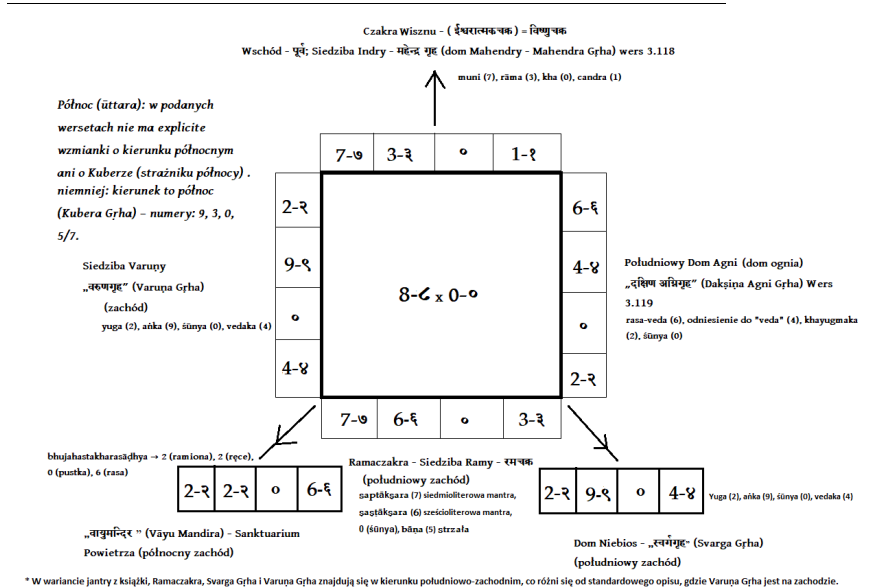 Czakra Wisznu - ( ईश्वरात्मकचक्र) = विष्णुचक्र
Wschód - पूर्व; Siedziba Indry - महेन्द्र गृह (dom Mahendry - Mahendra Gṛha) wers 3.118
muni (7), rāma (3), kha (0), candra (1)
Północ (üttara): w podanych
wersetach nie ma explicite
wzmianki o kierunku północnym
ani o Kuberze (strażniku północy) .
niemniej: kierunek to północ
(Kubera Gṛha) – numery: 9, 3, 0,
5/7.
7-७ 3-३ ० 1-१
2-२
9-९
०
4-४
8-८ x 0-०
6-६
4-४
०
2-२
Siedziba Varuṇy
„वरुणगृह” (Varuṇa Gṛha)
(zachód)
yuga (2), aṅka (9), śūnya (0), vedaka (4)
Południowy Dom Agni (dom ognia)
„दक्षिण अग्निगृह” (Dakṣiṇa Agni Gṛha) Wers
3.119
rasa-veda (6), odniesienie do "veda" (4), khayugmaka
(2), śūnya (0)
7-७ 6-६ ० 3-३
bhujahastakharasāḍhya → 2 (ramiona), 2 (ręce),
0 (pustka), 6 (rasa)
2-२ 2-२ ० 6-६
„वायुमन्दिर ” (Vāyu Mandira) - Sanktuarium
Powietrza (północny zachód)
Ramaczakra - Siedziba Ramy - रमचक्र
(południowy zachód)
saptākṣara (7) siedmioliterowa mantra,
ṣaṣtākṣara (6) sześcioliterowa mantra,
0 (śūnya), bāṇa (5) strzała
2-२ 9-९ ० 4-४
Yuga (2), aṅka (9), śūnya (0), vedaka (4)
Dom Niebios - „स्वर्गगृह” (Svarga Gṛha)
(południowy zachód)
* W wariancie jantry z książki, Ramaczakra, Svarga Gṛha i Varuṇa Gṛha znajdują się w kierunku południowo-zachodnim, co różni się od standardowego opisu, gdzie Varuṇa Gṛha jest na zachodzie.